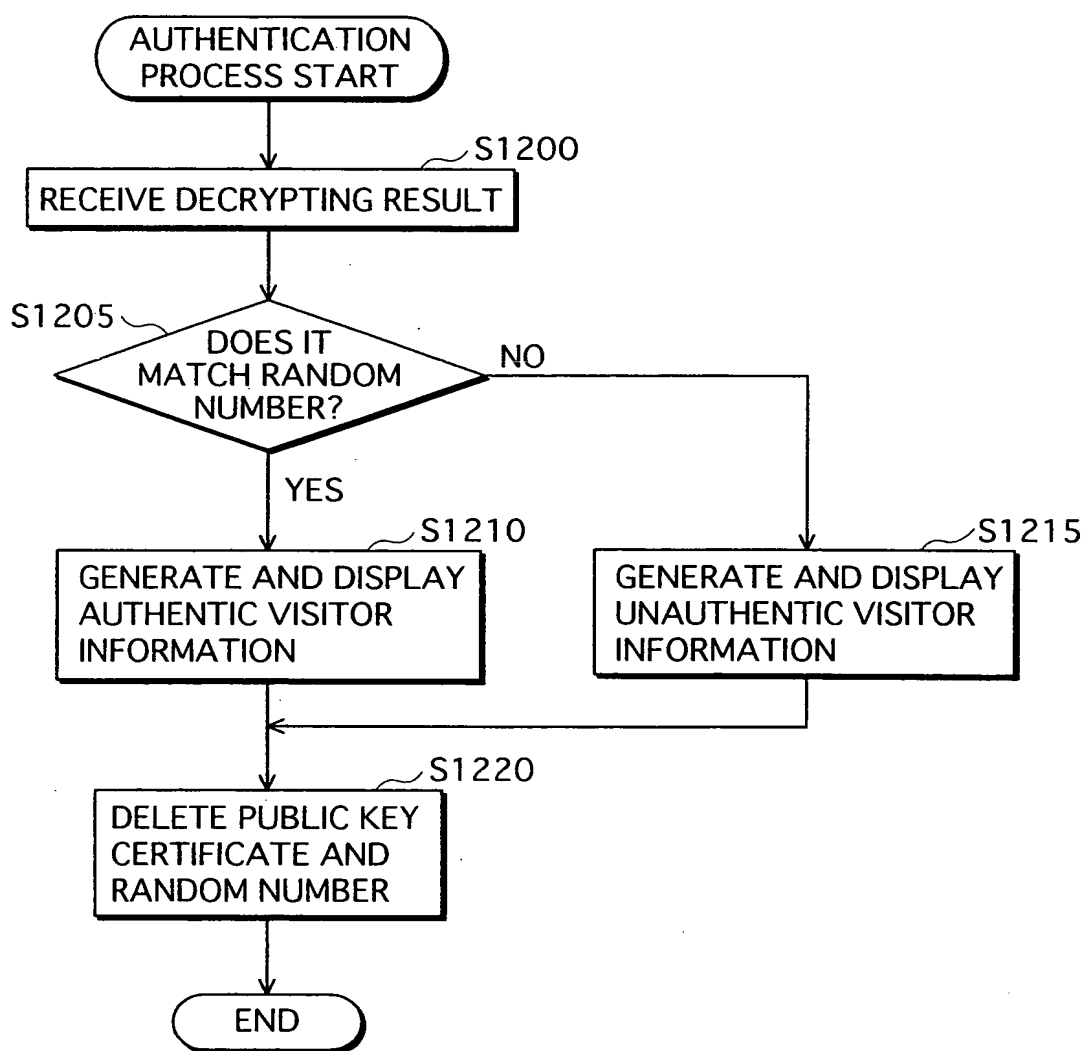 AUTHENTICATION
PROCESS START
S1200
RECEIVE DECRYPTING RESULT
S1205
DOES IT
MATCH RANDOM
NUMBER?
NO
YES
S1210
GENERATE AND DISPLAY
AUTHENTIC VISITOR
INFORMATION
S1215
GENERATE AND DISPLAY
UNAUTHENTIC VISITOR
INFORMATION
S1220
DELETE PUBLIC KEY
CERTIFICATE AND
RANDOM NUMBER
END